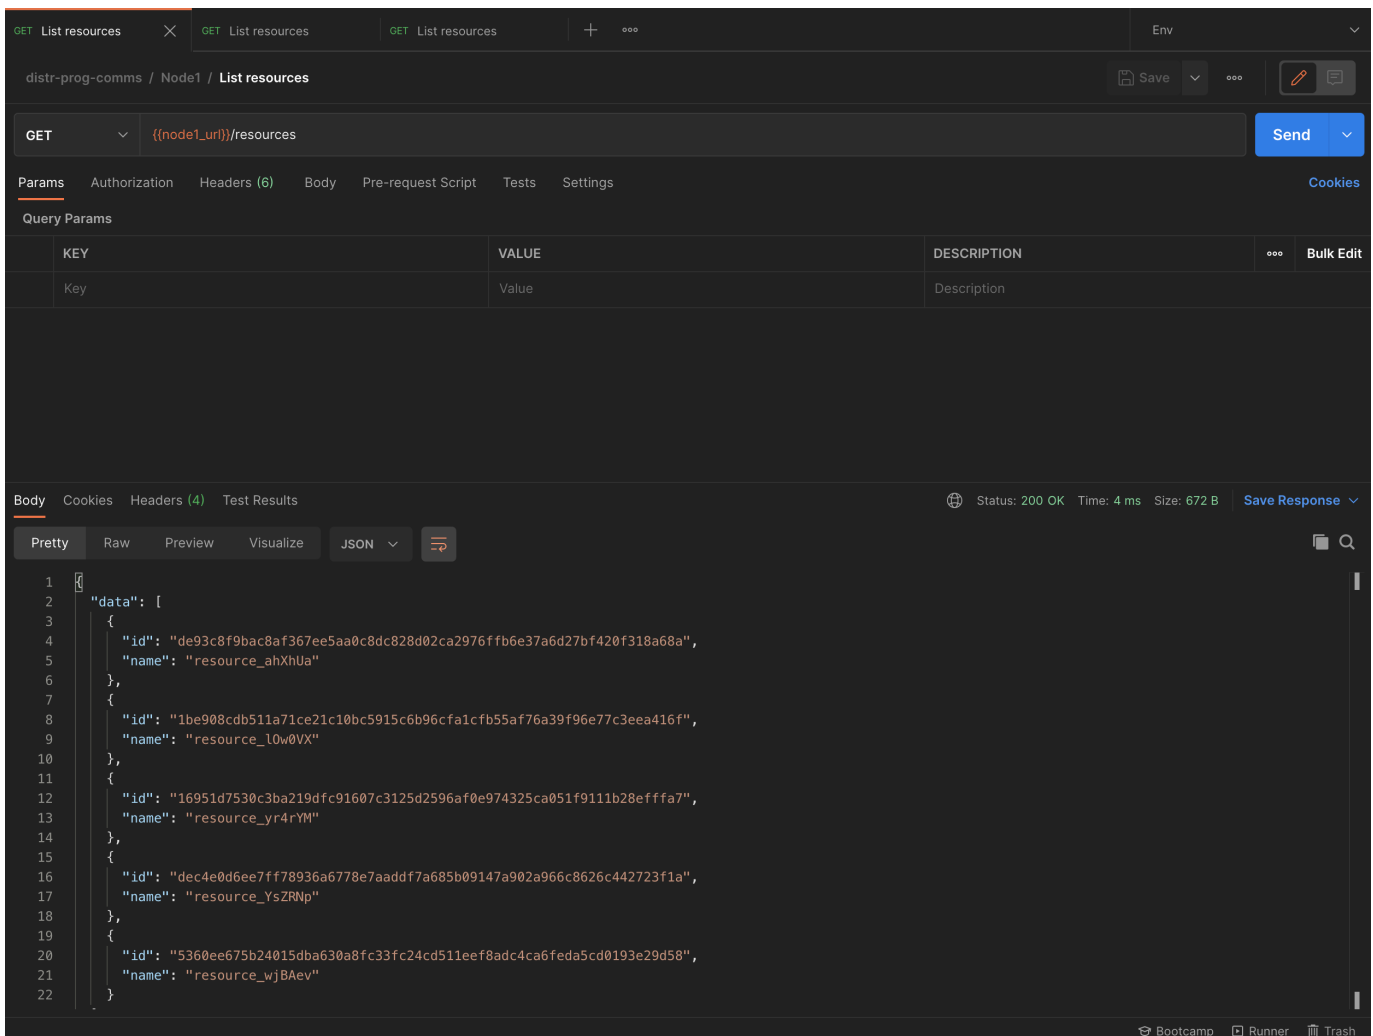 GET List resources GET List resources GET List resources Env
distr-prog-comms / Node1 / List resources Save
GET {{node1_url}}/resources Send
Params Authorization Headers (6) Body Pre-request Script Tests Settings Cookies
Query Params
KEY VALUE DESCRIPTION Bulk Edit
Key Value Description
Body Cookies Headers (4) Test Results Status: 200 OK Time: 4 ms Size: 672 B Save Response
Pretty Raw Preview Visualize JSON
1 {
2 "data": [
3 {
4 "id": "de93c8f9bac8af367ee5aa0c8dc828d02ca2976ffb6e37a6d27bf420f318a68a",
5 "name": "resource_ahXhUa"
6 },
7 {
8 "id": "1be908cdb511a71ce21c10bc5915c6b96cfa1cfb55af76a39f96e77c3eea416f",
9 "name": "resource_lOw0VX"
10 },
11 {
12 "id": "16951d7530c3ba219dfc91607c3125d2596af0e974325ca051f9111b28efffa7",
13 "name": "resource_yr4rYM"
14 },
15 {
16 "id": "dec4e0d6ee7ff78936a6778e7aaddf7a685b09147a902a966c8626c442723f1a",
17 "name": "resource_YsZRNp"
18 },
19 {
20 "id": "5360ee675b24015dba630a8fc33fc24cd511eef8adc4ca6feda5cd0193e29d58",
21 "name": "resource_wjBAev"
22 }
Bootcamp Runner Trash